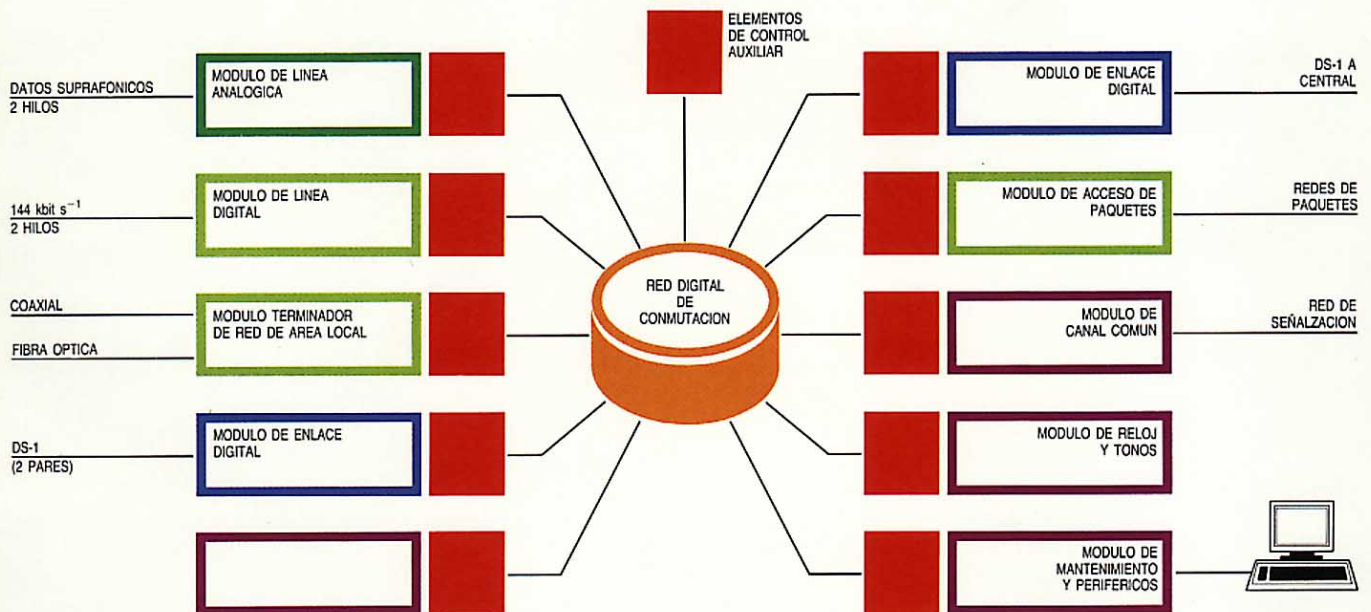 ELEMENTOS
DE CONTROL
AUXILIAR
DATOS SUPRAFONICOS
2 HILOS
MODULO DE LINEA
ANALOGICA
144 kbit s⁻¹
2 HILOS
MODULO DE LINEA
DIGITAL
COAXIAL
FIBRA OPTICA
MODULO TERMINADOR
DE RED DE AREA LOCAL
DS-1
(2 PARES)
MODULO DE ENLACE
DIGITAL
RED DIGITAL
DE
CONMUTACION
MODULO DE ENLACE
DIGITAL
DS-1 A
CENTRAL
MODULO DE ACCESO DE
PAQUETES
REDES DE
PAQUETES
MODULO DE
CANAL COMUN
RED DE
SEÑALZACION
MODULO DE RELOJ
Y TONOS
MODULO DE
MANTENIMIENTO
Y PERIFERICOS